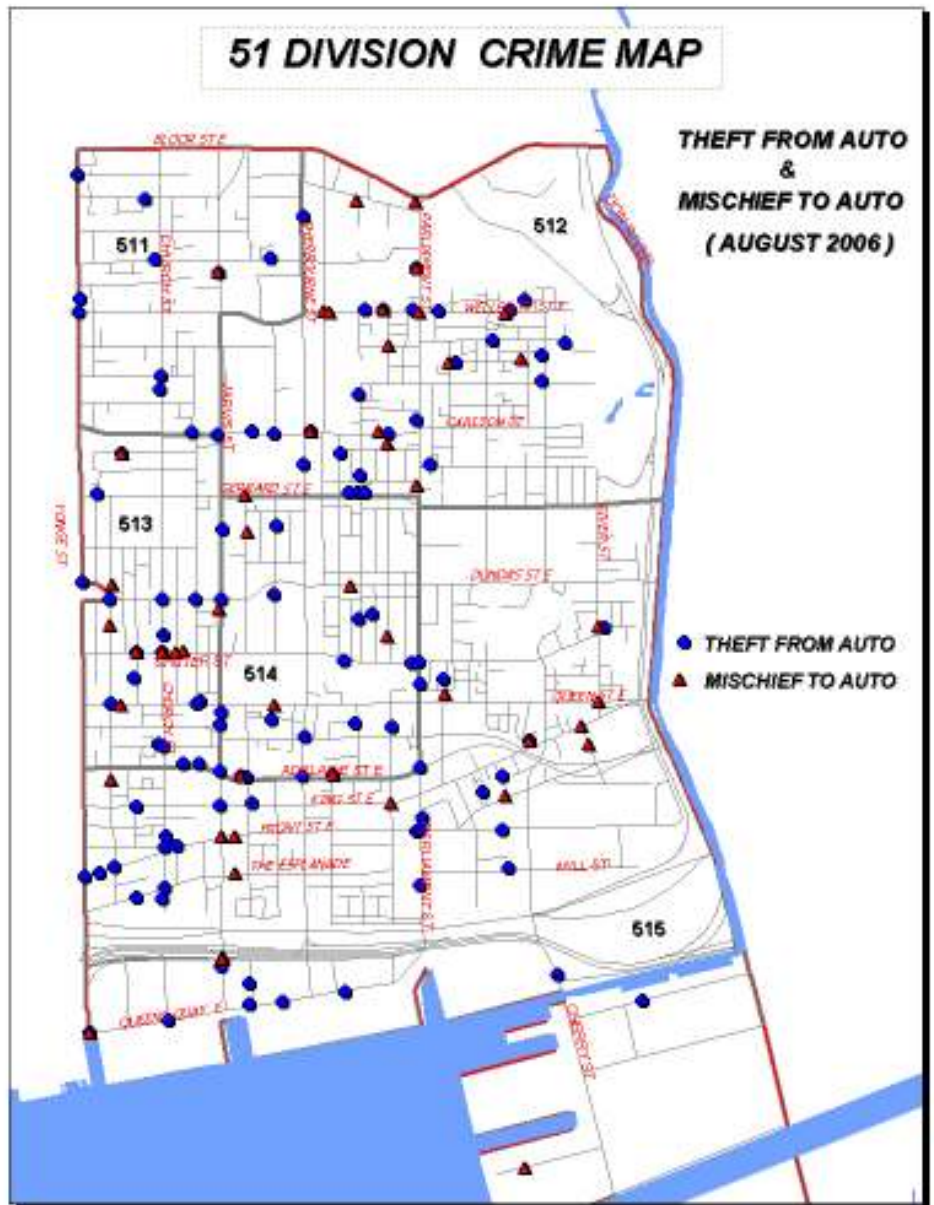 51 DIVISION CRIME MAP
THEFT FROM AUTO
&
MISCHIEF TO AUTO
( AUGUST 2006 )
BLOOR ST E
512
511
CHURCH ST
SHERBOURNE ST
PARLIAMENT ST
JARVIS ST
CARLTON ST
GERRARD ST E
513
YONGE ST
RIVER ST
DUNDAS ST E
THEFT FROM AUTO
SHUTER ST
514
MISCHIEF TO AUTO
QUEEN ST E
CHURCH ST
ADELAIDE ST E
KING ST E
FRONT ST E
THE ESPLANADE
MILL ST
PARLIAMENT ST
515
QUEENS QUAY E
CHERRY ST